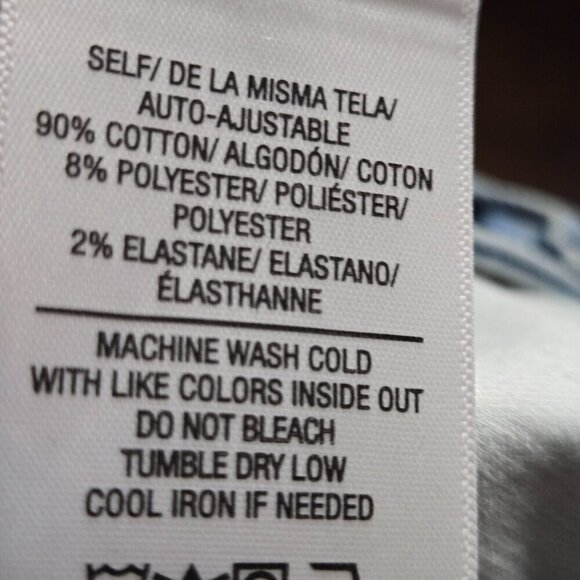 SELF/ DE LA MISMA TELA/
AUTO-AJUSTABLE
90% COTTON/ ALGODÓN/ COTON
8% POLYESTER/ POLIÉSTER/
POLYESTER
2% ELASTANE/ ELASTANO/
ÉLASTHANNE
MACHINE WASH COLD
WITH LIKE COLORS INSIDE OUT
DO NOT BLEACH
TUMBLE DRY LOW
COOL IRON IF NEEDED